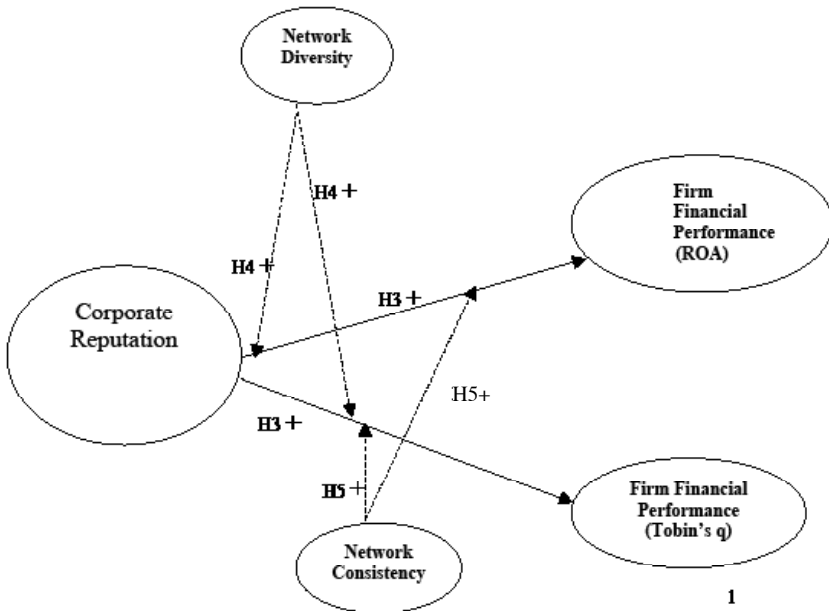 Network
Diversity
H4 +
Firm
Financial
Performance
(ROA)
H4 +
H3 +
Corporate
Reputation
H5+
H3 +
H5 +
Firm Financial
Performance
(Tobin's q)
Network
Consistency
1